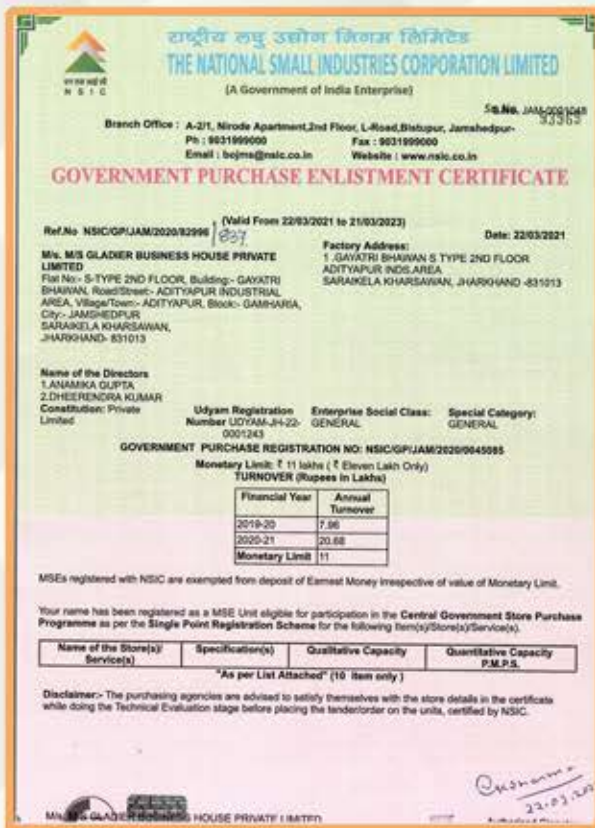 राष्ट्रीय लघु उद्योग निगम लिमिटेड
THE NATIONAL SMALL INDUSTRIES CORPORATION LIMITED
N S I C
(A Government of India Enterprise)
Branch Office : A-2/1, Nirode Apartment,2nd Floor, L-Road,Bistupur, Jamshedpur-
Ph : 9031999000 Fax : 9031999000
Email : bojms@nsic.co.in Website : www.nsic.co.in
GOVERNMENT PURCHASE ENLISTMENT CERTIFICATE
(Valid From 22/03/2021 to 21/03/2023)
Ref.No NSIC/GP/JAM/2020/82996 /837
Date: 22/03/2021
M/s. M/S GLADIER BUSINESS HOUSE PRIVATE
LIMITED
Flat No:- S-TYPE 2ND FLOOR, Building:- GAYATRI
BHAWAN, Road/Street:- ADITYAPUR INDUSTRIAL
AREA, Village/Town:- ADITYAPUR, Block:- GAMHARIA,
City:- JAMSHEDPUR
SARAIKELA KHARSAWAN,
JHARKHAND- 831013
Factory Address:
1 .GAYATRI BHAWAN S TYPE 2ND FLOOR
ADITYAPUR INDS.AREA
SARAIKELA KHARSAWAN, JHARKHAND -831013
Name of the Directors
1.ANAMIKA GUPTA
2.DHEERENDRA KUMAR
Constitution: Private
Limited
Udyam Registration
Number UDYAM-JH-22-
0001243
Enterprise Social Class:
GENERAL
Special Category:
GENERAL
GOVERNMENT PURCHASE REGISTRATION NO: NSIC/GP/JAM/2020/0045085
Monetary Limit: ₹ 11 lakhs ( ₹ Eleven Lakh Only)
TURNOVER (Rupees in Lakhs)
Financial Year Annual Turnover
2019-20 7.96
2020-21 20.68
Monetary Limit 11
MSEs registered with NSIC are exempted from deposit of Earnest Money irrespective of value of Monetary Limit.
Your name has been registered as a MSE Unit eligible for participation in the Central Government Store Purchase
Programme as per the Single Point Registration Scheme for the following Item(s)/Store(s)/Service(s).
Name of the Store(s)/ Service(s) Specification(s) Qualitative Capacity Quantitative Capacity P.M.P.S.
"As per List Attached" (10 item only )
Disclaimer:- The purchasing agencies are advised to satisfy themselves with the store details in the certificate
while doing the Technical Evaluation stage before placing the tender/order on the units, certified by NSIC.
M/s. M/S GLADIER BUSINESS HOUSE PRIVATE LIMITED